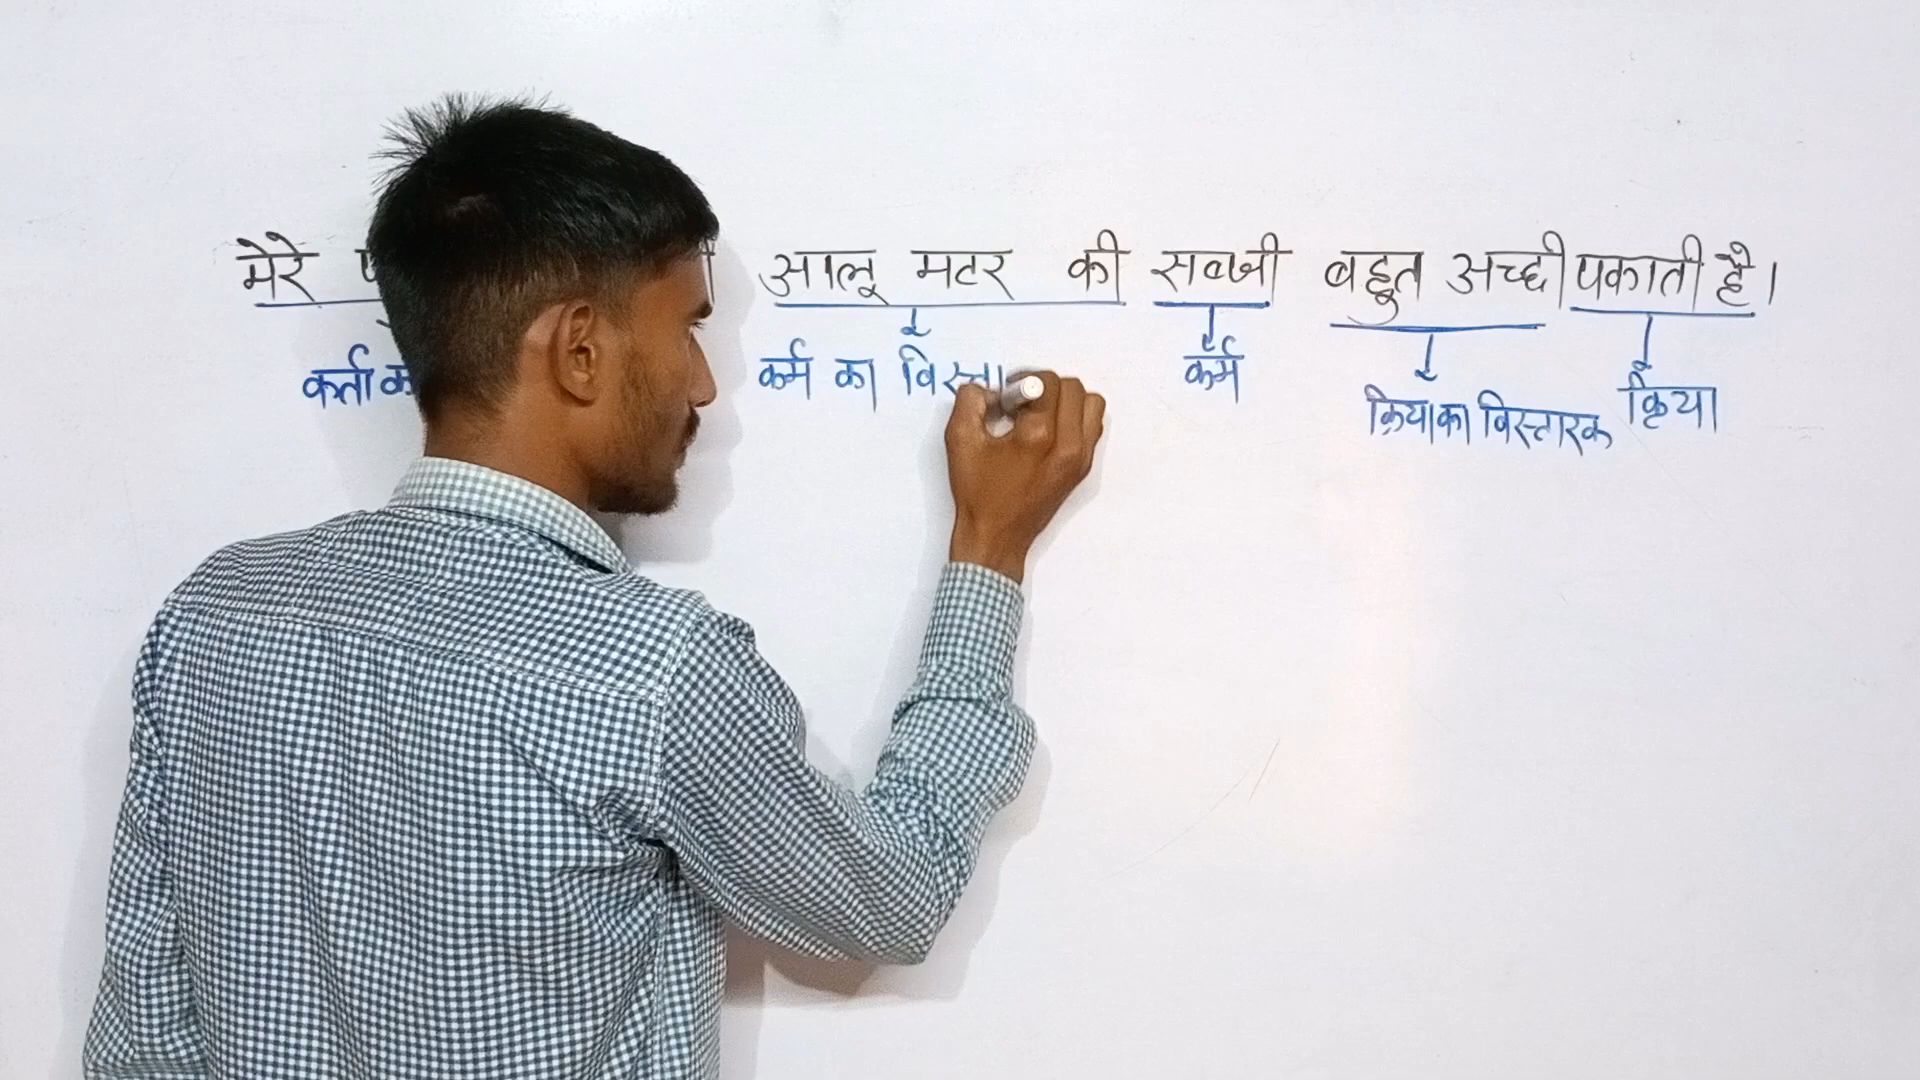 मेरे आलू मटर की सब्जी बहुत अच्छी पकाती है।
कर्ता कर्म का कर्म क्रिया
क्रिया का विस्तारक